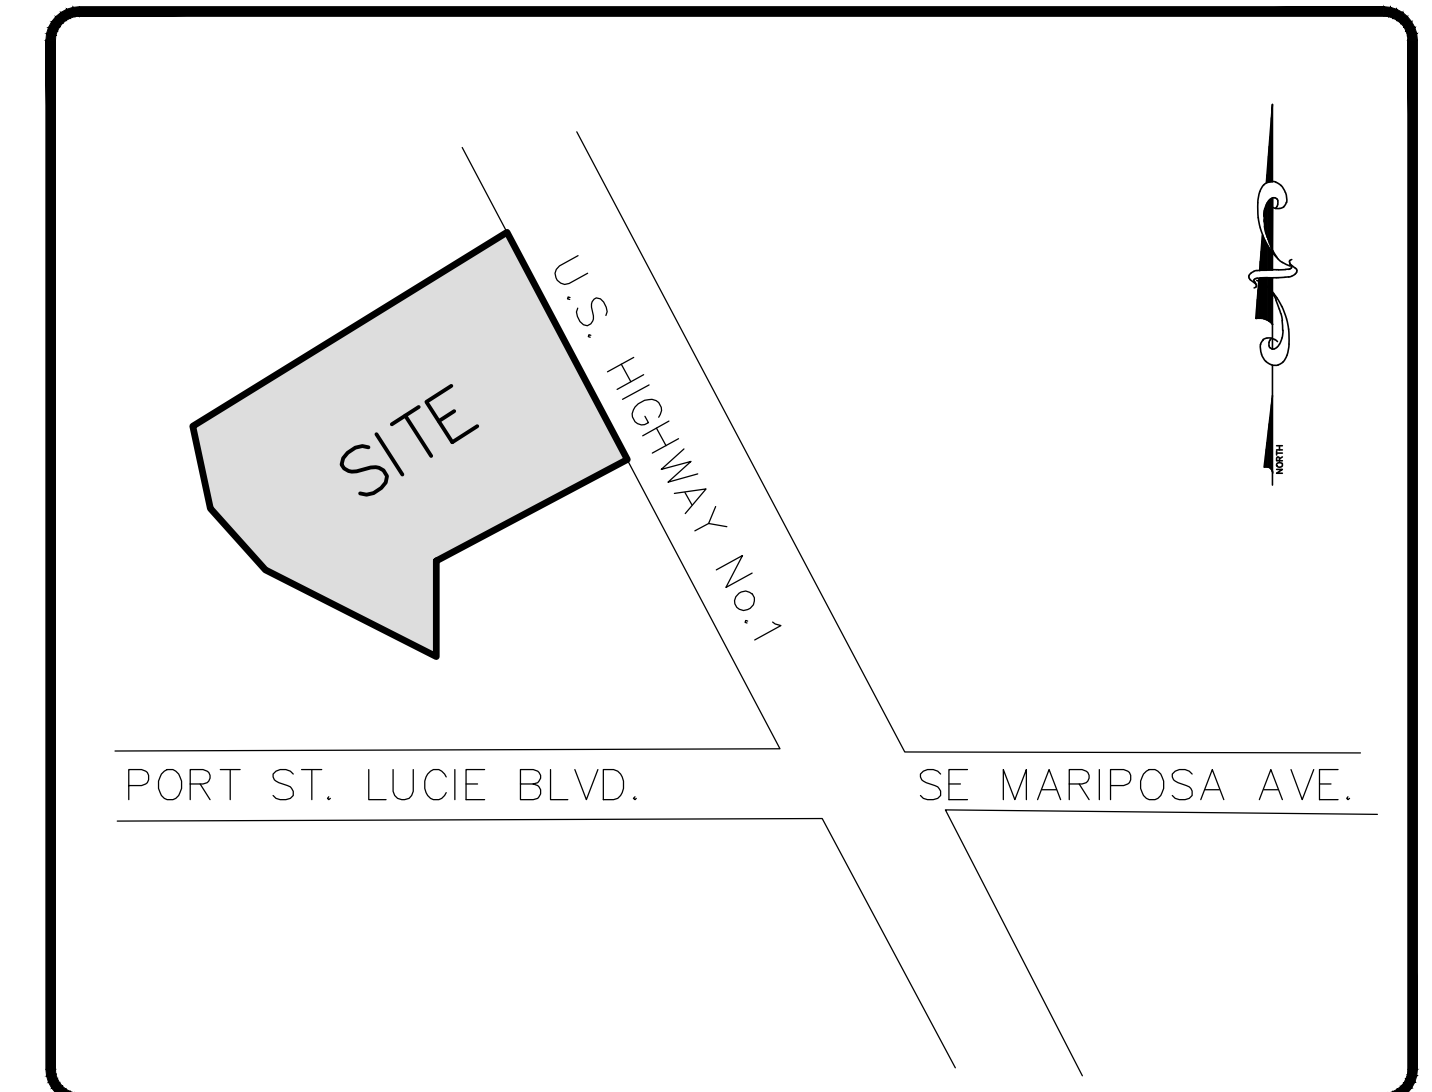 U.S. HIGHWAY No.1
SITE
NORTH
PORT ST. LUCIE BLVD.
SE MARIPOSA AVE.